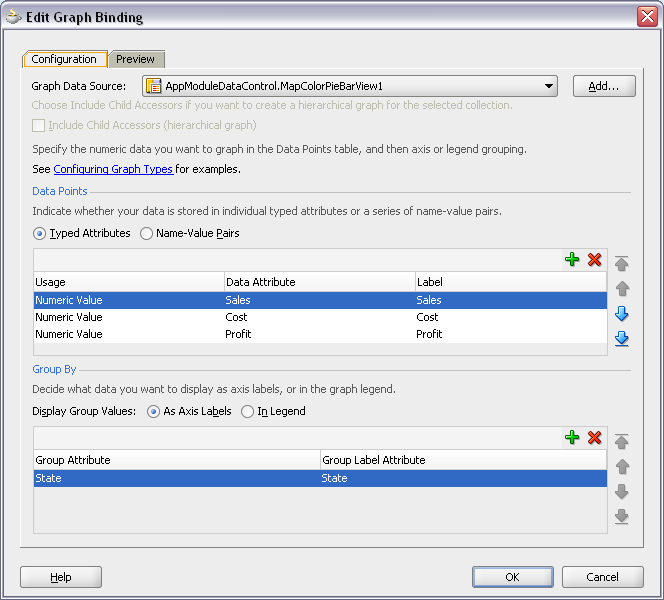 Edit Graph Binding
Configuration Preview
Graph Data Source: AppModuleDataControl.MapColorPieBarView1 Add...
Choose Include Child Accessors if you want to create a hierarchical graph for the selected collection.
Include Child Accessors (hierarchical graph)
Specify the numeric data you want to graph in the Data Points table, and then axis or legend grouping.
See Configuring Graph Types for examples.
Data Points
Indicate whether your data is stored in individual typed attributes or a series of name-value pairs.
Typed Attributes Name-Value Pairs
Usage Data Attribute Label
Numeric Value Sales Sales
Numeric Value Cost Cost
Numeric Value Profit Profit
Group By
Decide what data you want to display as axis labels, or in the graph legend.
Display Group Values: As Axis Labels In Legend
Group Attribute Group Label Attribute
State State
Help OK Cancel